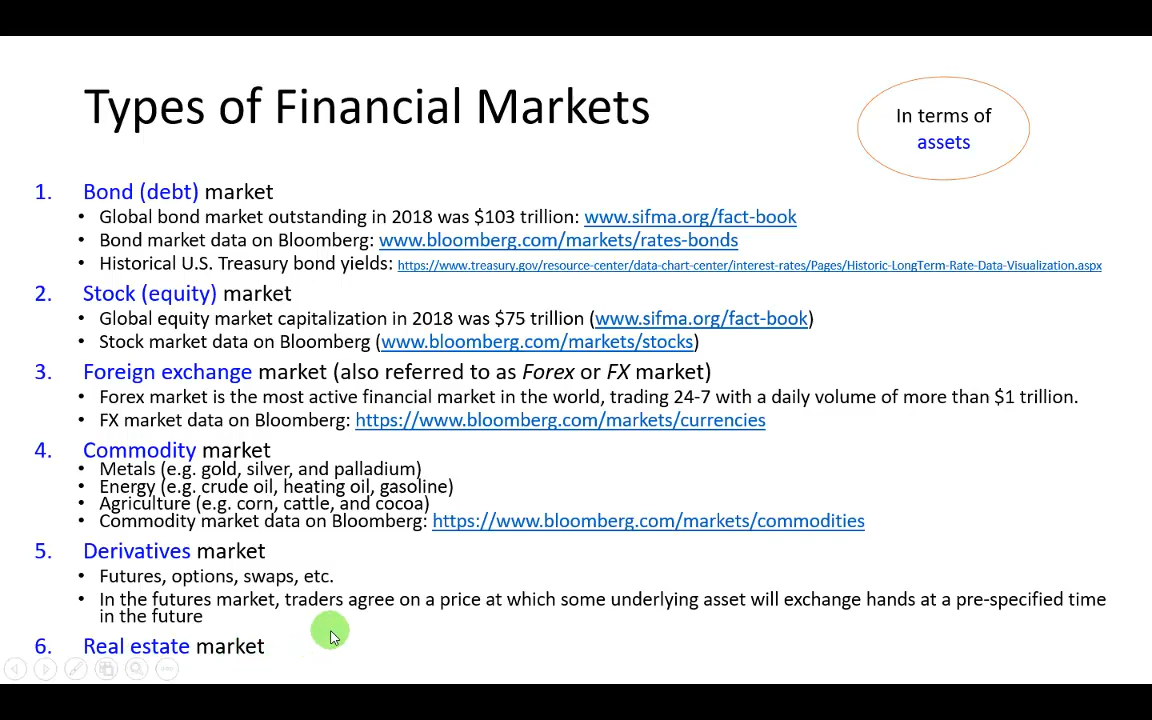 Types of Financial Markets
In terms of
assets
1. Bond (debt) market
• Global bond market outstanding in 2018 was $103 trillion: www.sifma.org/fact-book
• Bond market data on Bloomberg: www.bloomberg.com/markets/rates-bonds
• Historical U.S. Treasury bond yields: https://www.treasury.gov/resource-center/data-chart-center/interest-rates/Pages/Historic-LongTerm-Rate-Data-Visualization.aspx
2. Stock (equity) market
• Global equity market capitalization in 2018 was $75 trillion (www.sifma.org/fact-book)
• Stock market data on Bloomberg (www.bloomberg.com/markets/stocks)
3. Foreign exchange market (also referred to as Forex or FX market)
• Forex market is the most active financial market in the world, trading 24-7 with a daily volume of more than $1 trillion.
• FX market data on Bloomberg: https://www.bloomberg.com/markets/currencies
4. Commodity market
• Metals (e.g. gold, silver, and palladium)
• Energy (e.g. crude oil, heating oil, gasoline)
• Agriculture (e.g. corn, cattle, and cocoa)
• Commodity market data on Bloomberg: https://www.bloomberg.com/markets/commodities
5. Derivatives market
• Futures, options, swaps, etc.
• In the futures market, traders agree on a price at which some underlying asset will exchange hands at a pre-specified time
in the future
6. Real estate market